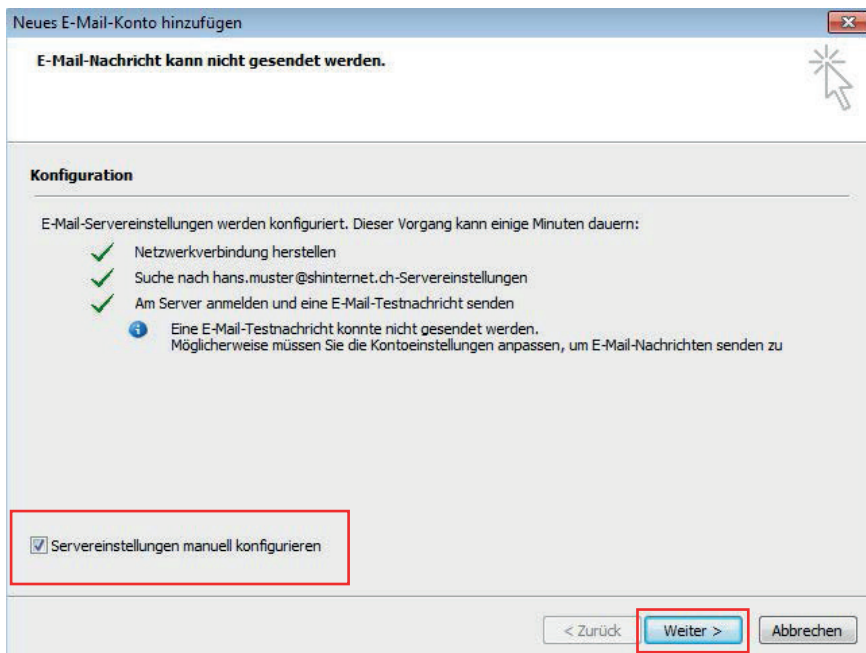 Neues E-Mail-Konto hinzufügen
E-Mail-Nachricht kann nicht gesendet werden.
Konfiguration
E-Mail-Servereinstellungen werden konfiguriert. Dieser Vorgang kann einige Minuten dauern:
Netzwerkverbindung herstellen
Suche nach hans.muster@shinternet.ch-Servereinstellungen
Am Server anmelden und eine E-Mail-Testnachricht senden
Eine E-Mail-Testnachricht konnte nicht gesendet werden.
Möglicherweise müssen Sie die Kontoeinstellungen anpassen, um E-Mail-Nachrichten senden zu
Servereinstellungen manuell konfigurieren
< Zurück Weiter > Abbrechen